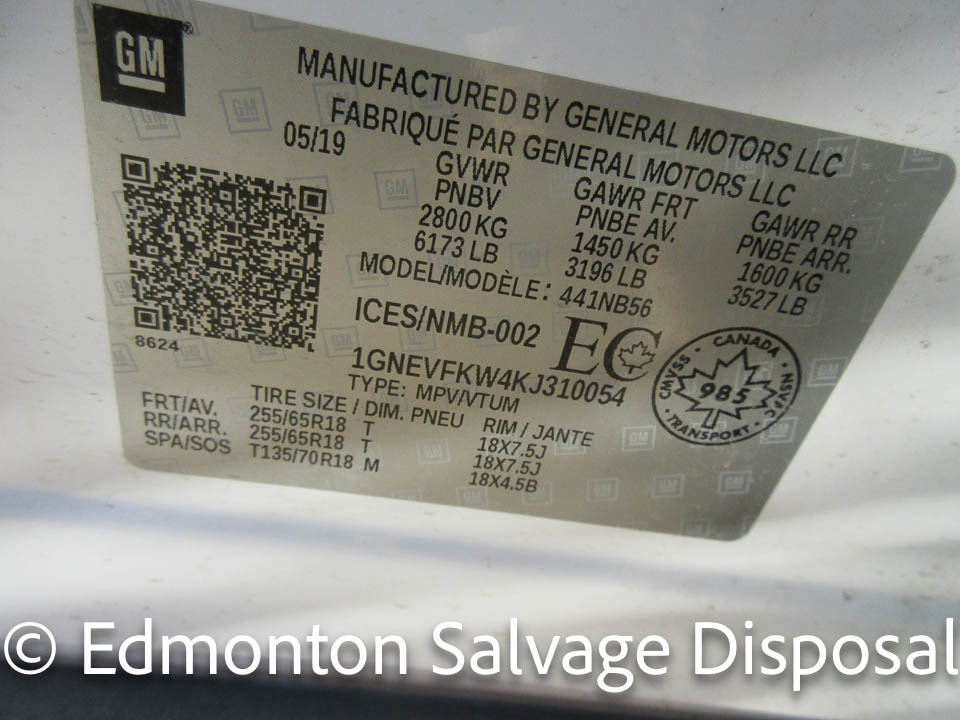 GM
MANUFACTURED BY GENERAL MOTORS LLC
FABRIQUÉ PAR GENERAL MOTORS LLC
05/19
GVWR GAWR FRT GAWR RR
PNBV PNBE AV. PNBE ARR.
2800 KG 1450 KG 1600 KG
6173 LB 3196 LB 3527 LB
MODEL/MODÈLE: 441NB56
ICES/NMB-002 EC
8624
1GNEVFKW4KJ310054
TYPE: MPV/VTUM
TIRE SIZE / DIM. PNEU RIM / JANTE
FRT/AV. 255/65R18 T 18X7.5J
RR/ARR. 255/65R18 T 18X7.5J
SPA/SOS T135/70R18 M 18X4.5B
CANADA
CMVSS 985 NSVAC
TRANSPORT
© Edmonton Salvage Disposal